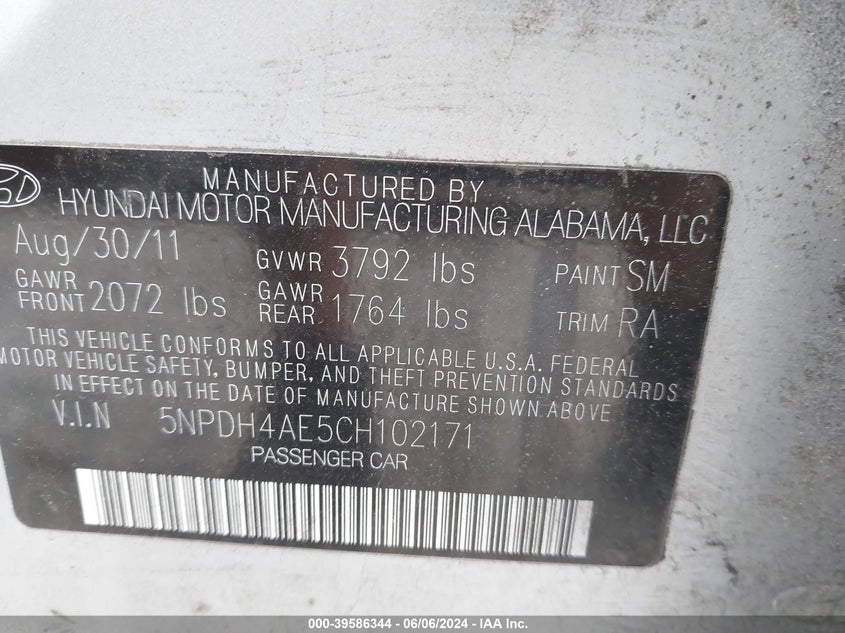 MANUFACTURED BY
HYUNDAI MOTOR MANUFACTURING ALABAMA, LLC
Aug/30/11 GVWR 3792 lbs PAINT SM
GAWR FRONT 2072 lbs GAWR REAR 1764 lbs TRIM RA
THIS VEHICLE CONFORMS TO ALL APPLICABLE U.S.A. FEDERAL
MOTOR VEHICLE SAFETY, BUMPER, AND THEFT PREVENTION STANDARDS
IN EFFECT ON THE DATE OF MANUFACTURE SHOWN ABOVE
V.I.N 5NPDH4AE5CH102171
PASSENGER CAR
000-39586344 - 06/06/2024 - IAA Inc.